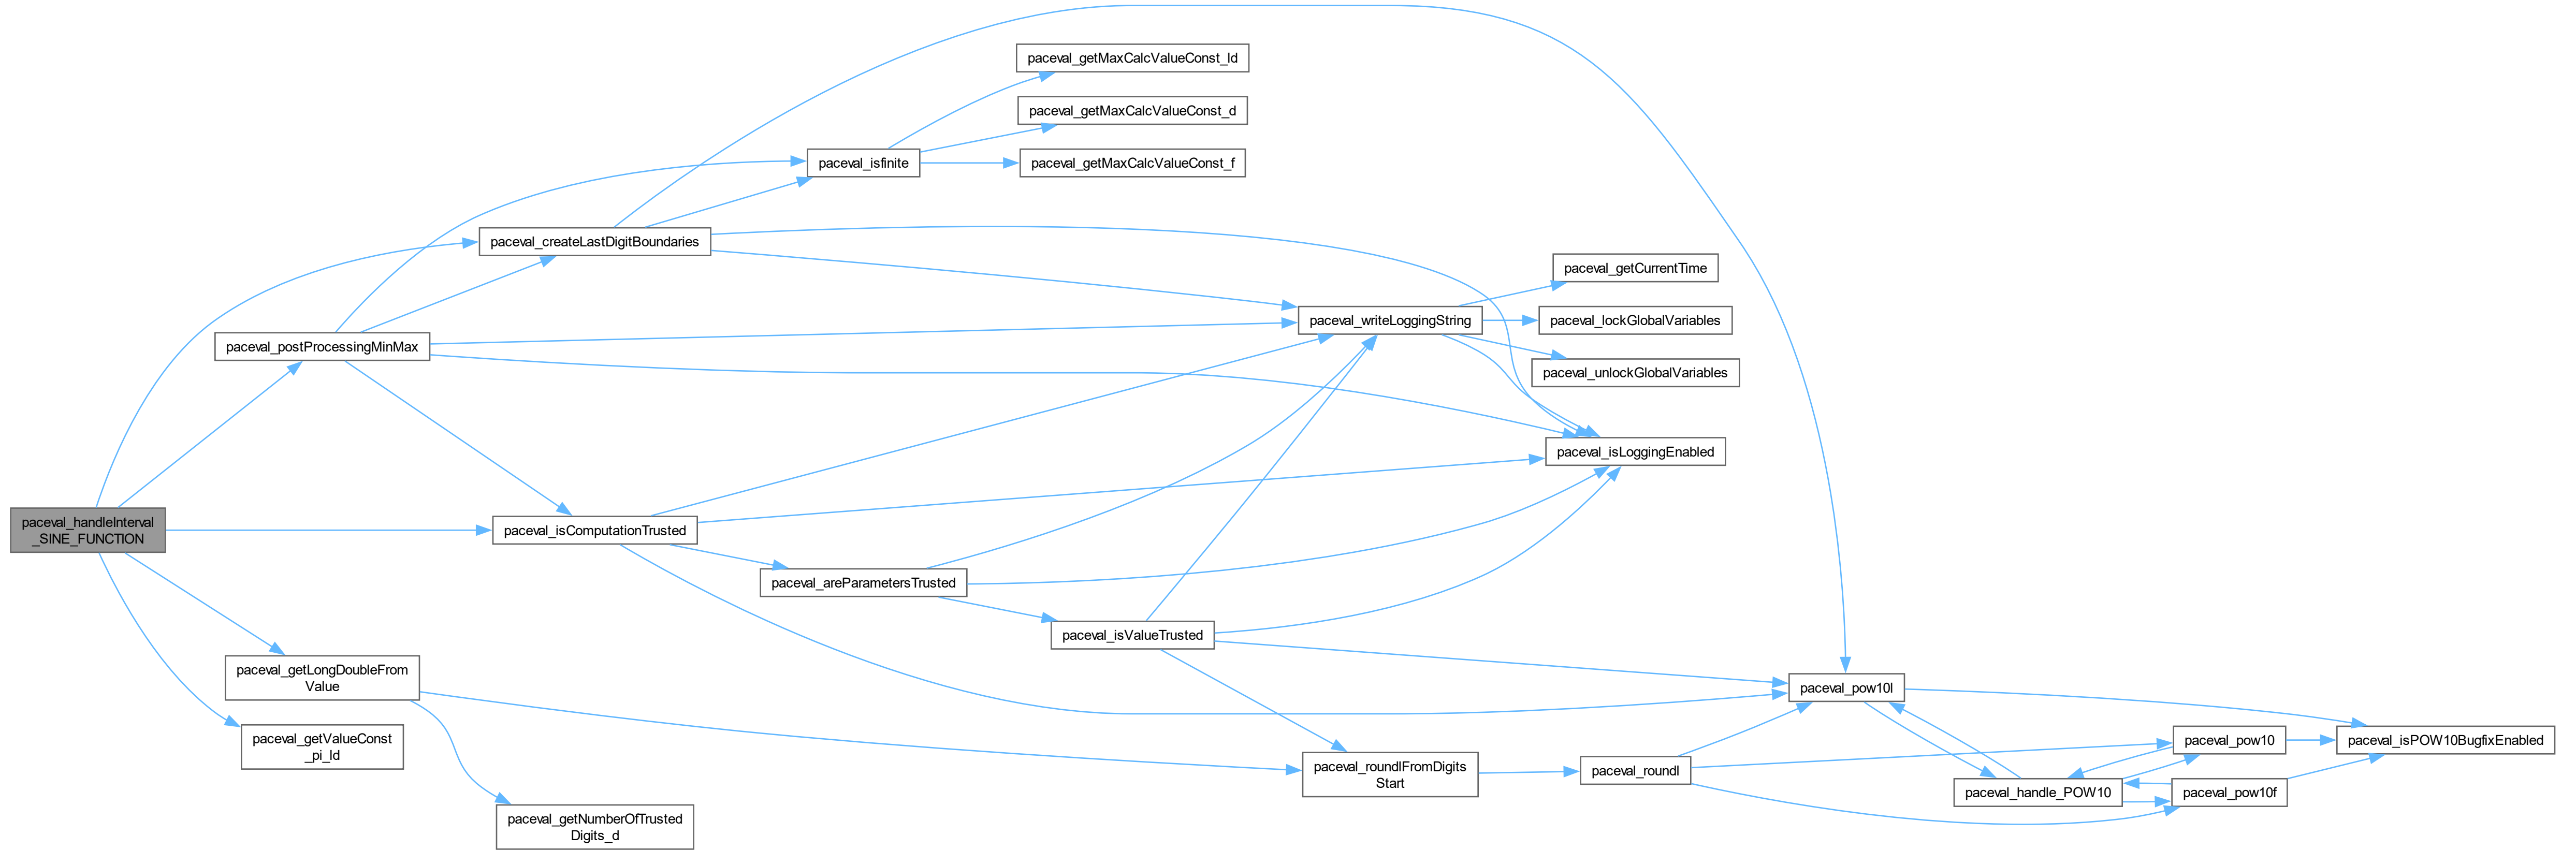 paceval_getMaxCalcValueConst_ld
paceval_getMaxCalcValueConst_d
paceval_isfinite
paceval_getMaxCalcValueConst_f
paceval_createLastDigitBoundaries
paceval_getCurrentTime
paceval_writeLoggingString
paceval_lockGlobalVariables
paceval_postProcessingMinMax
paceval_unlockGlobalVariables
paceval_isLoggingEnabled
paceval_handleInterval
_SINE_FUNCTION
paceval_isComputationTrusted
paceval_areParametersTrusted
paceval_isValueTrusted
paceval_getLongDoubleFrom
Value
paceval_pow10l
paceval_getValueConst
_pi_ld
paceval_pow10
paceval_isPOW10BugfixEnabled
paceval_roundlFromDigits
Start
paceval_roundl
paceval_handle_POW10
paceval_pow10f
paceval_getNumberOfTrusted
Digits_d